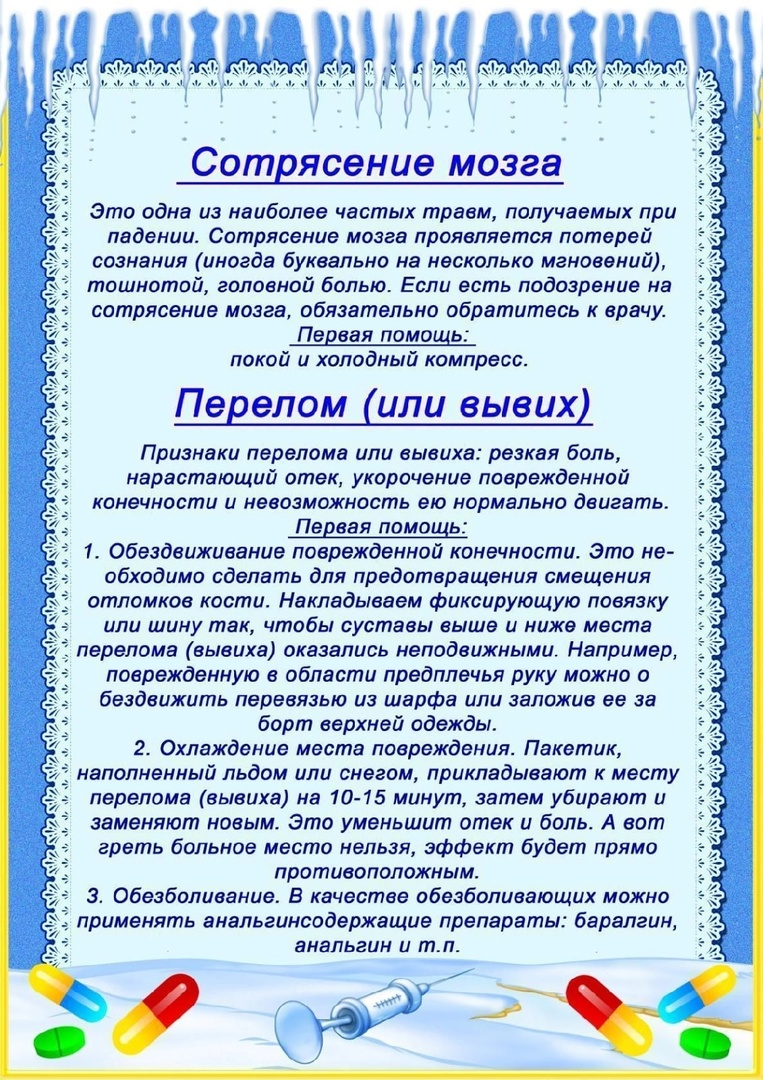 Сотрясение мозга
Это одна из наиболее частых травм, получаемых при
падении. Сотрясение мозга проявляется потерей
сознания (иногда буквально на несколько мгновений),
тошнотой, головной болью. Если есть подозрение на
сотрясение мозга, обязательно обратитесь к врачу.
Первая помощь:
покой и холодный компресс.
Перелом (или вывих)
Признаки перелома или вывиха: резкая боль,
нарастающий отек, укорочение поврежденной
конечности и невозможность ею нормально двигать.
Первая помощь:
1. Обездвиживание поврежденной конечности. Это не-
обходимо сделать для предотвращения смещения
отломков кости. Накладываем фиксирующую повязку
или шину так, чтобы суставы выше и ниже места
перелома (вывиха) оказались неподвижными. Например,
поврежденную в области предплечья руку можно о
бездвижить перевязью из шарфа или заложив ее за
борт верхней одежды.
2. Охлаждение места повреждения. Пакетик,
наполненный льдом или снегом, прикладывают к месту
перелома (вывиха) на 10-15 минут, затем убирают и
заменяют новым. Это уменьшит отек и боль. А вот
греть больное место нельзя, эффект будет прямо
противоположным.
3. Обезболивание. В качестве обезболивающих можно
применять анальгинсодержащие препараты: баралгин,
анальгин и т.п.